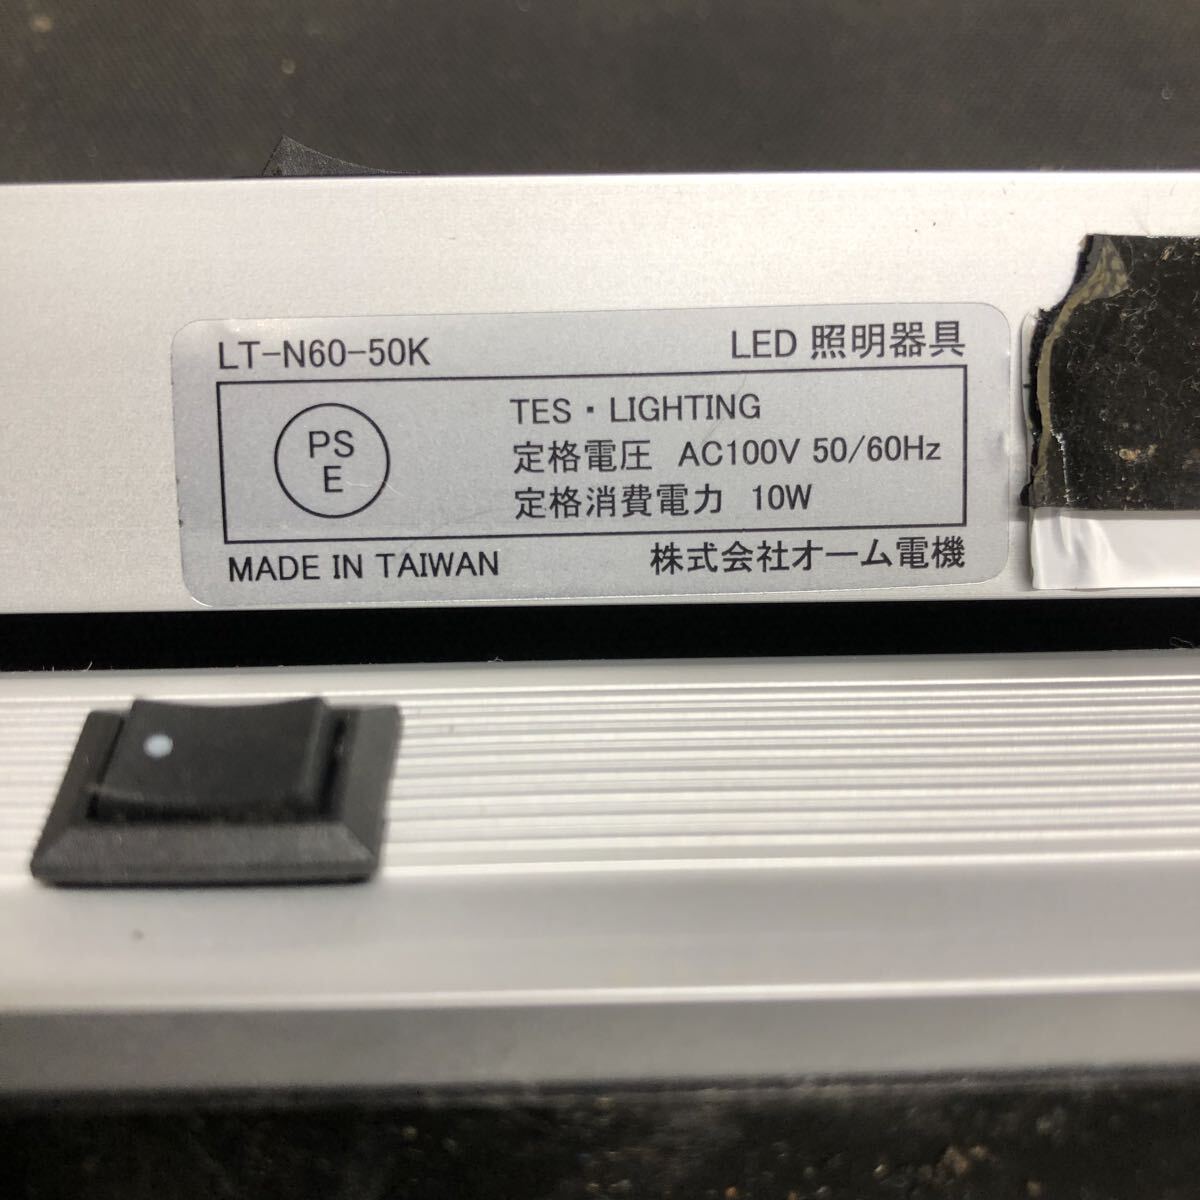 LT-N60-50K
LED 照明器具
PS
E
TES・LIGHTING
定格電圧 AC100V 50/60Hz
定格消費電力 10W
MADE IN TAIWAN
株式会社オーム電機